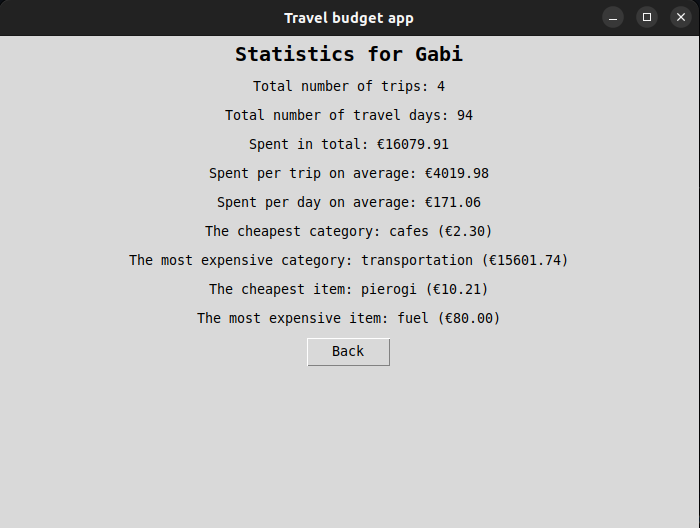 Travel budget app
Statistics for Gabi
Total number of trips: 4
Total number of travel days: 94
Spent in total: €16079.91
Spent per trip on average: €4019.98
Spent per day on average: €171.06
The cheapest category: cafes (€2.30)
The most expensive category: transportation (€15601.74)
The cheapest item: pierogi (€10.21)
The most expensive item: fuel (€80.00)
Back